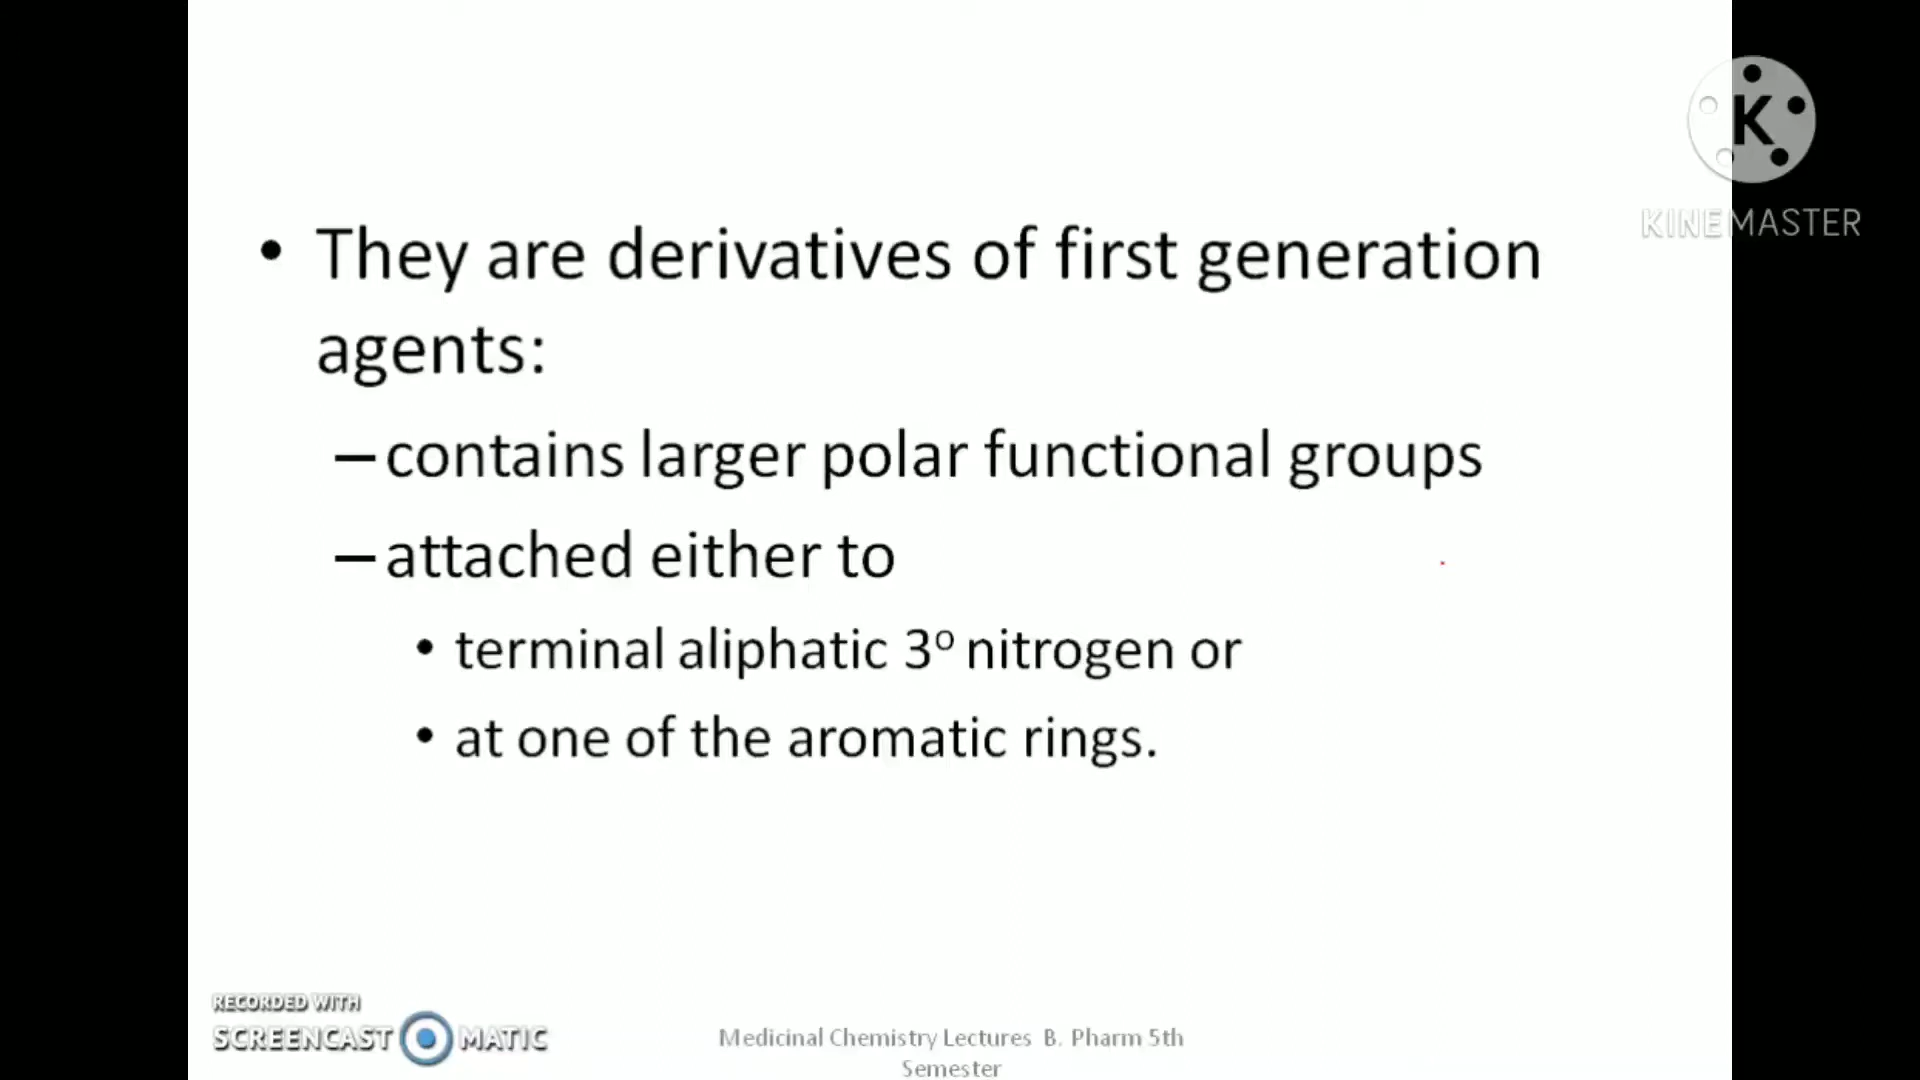 • They are derivatives of first generation
agents:
– contains larger polar functional groups
– attached either to
• terminal aliphatic 3º nitrogen or
• at one of the aromatic rings.
K
KINEMASTER
RECORDED WITH
SCREENCAST MATIC
Medicinal Chemistry Lectures B. Pharm 5th
Semester